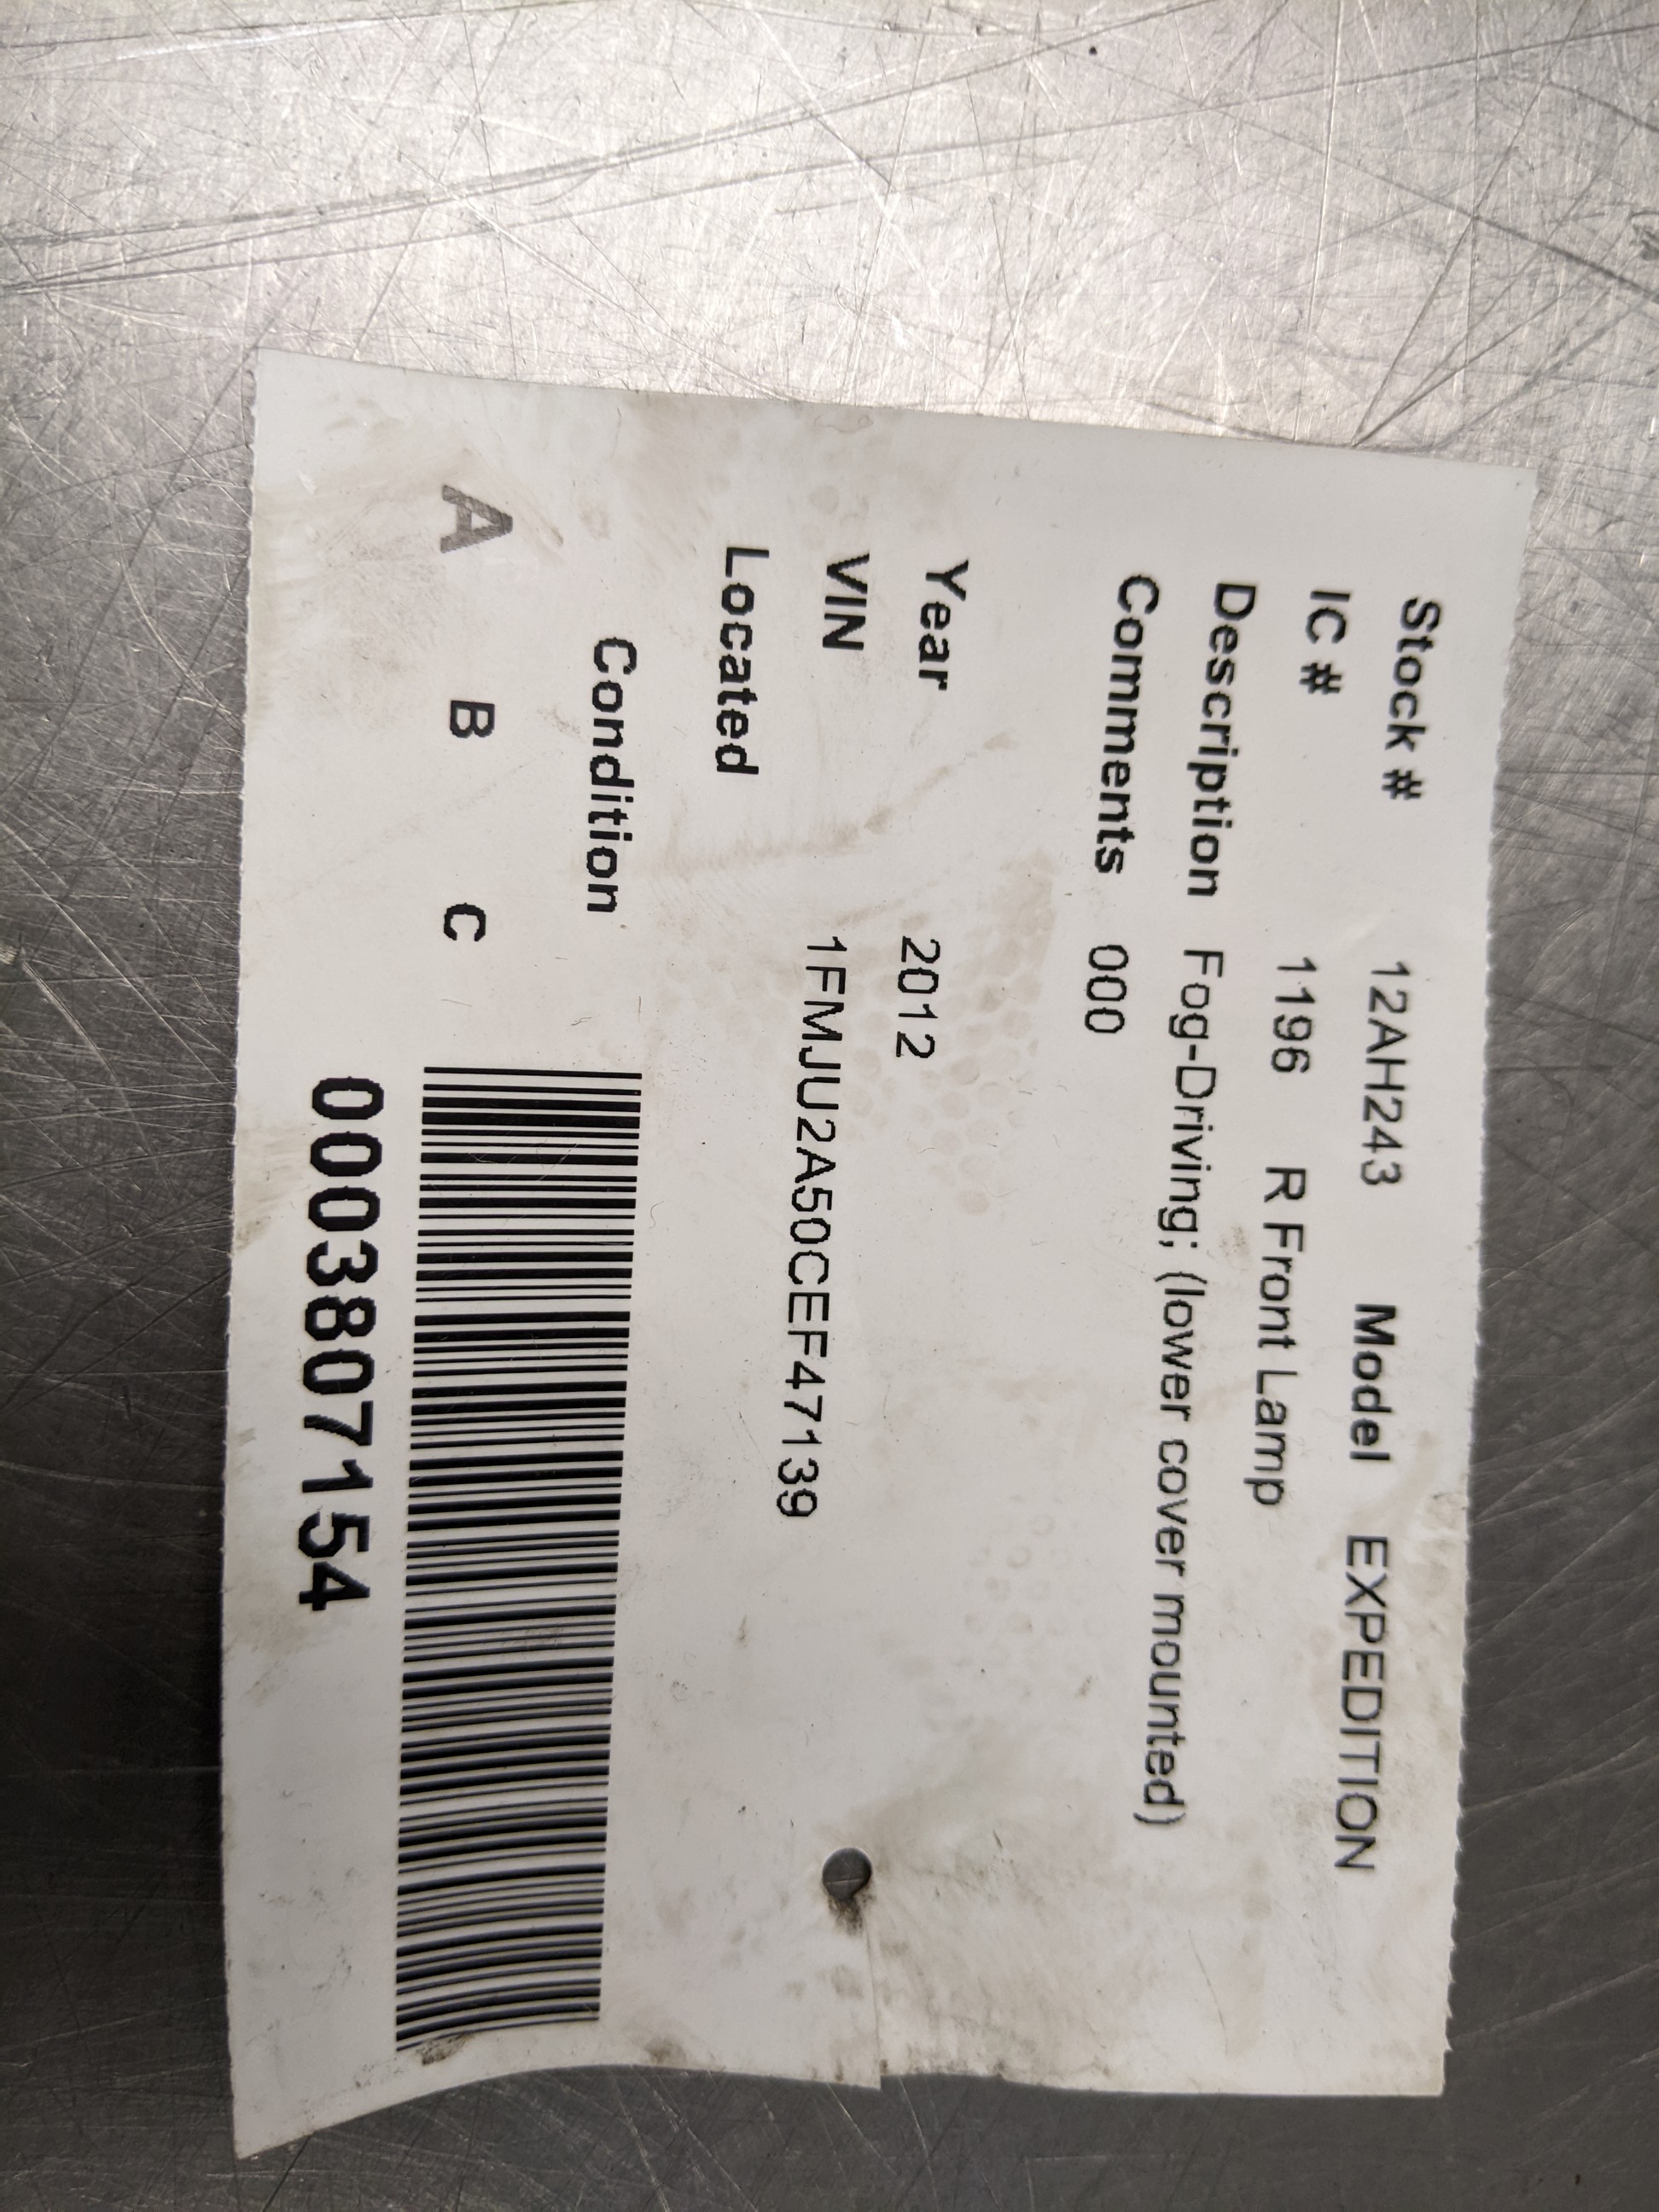 Stock # 12AH243 Model EXPEDITION
IC # 1196 R Front Lamp
Description Fog-Driving; (lower cover mounted)
Comments 000
Year 2012
VIN 1FMJU2A50CEF47139
Located
Condition
A B C
0003807154